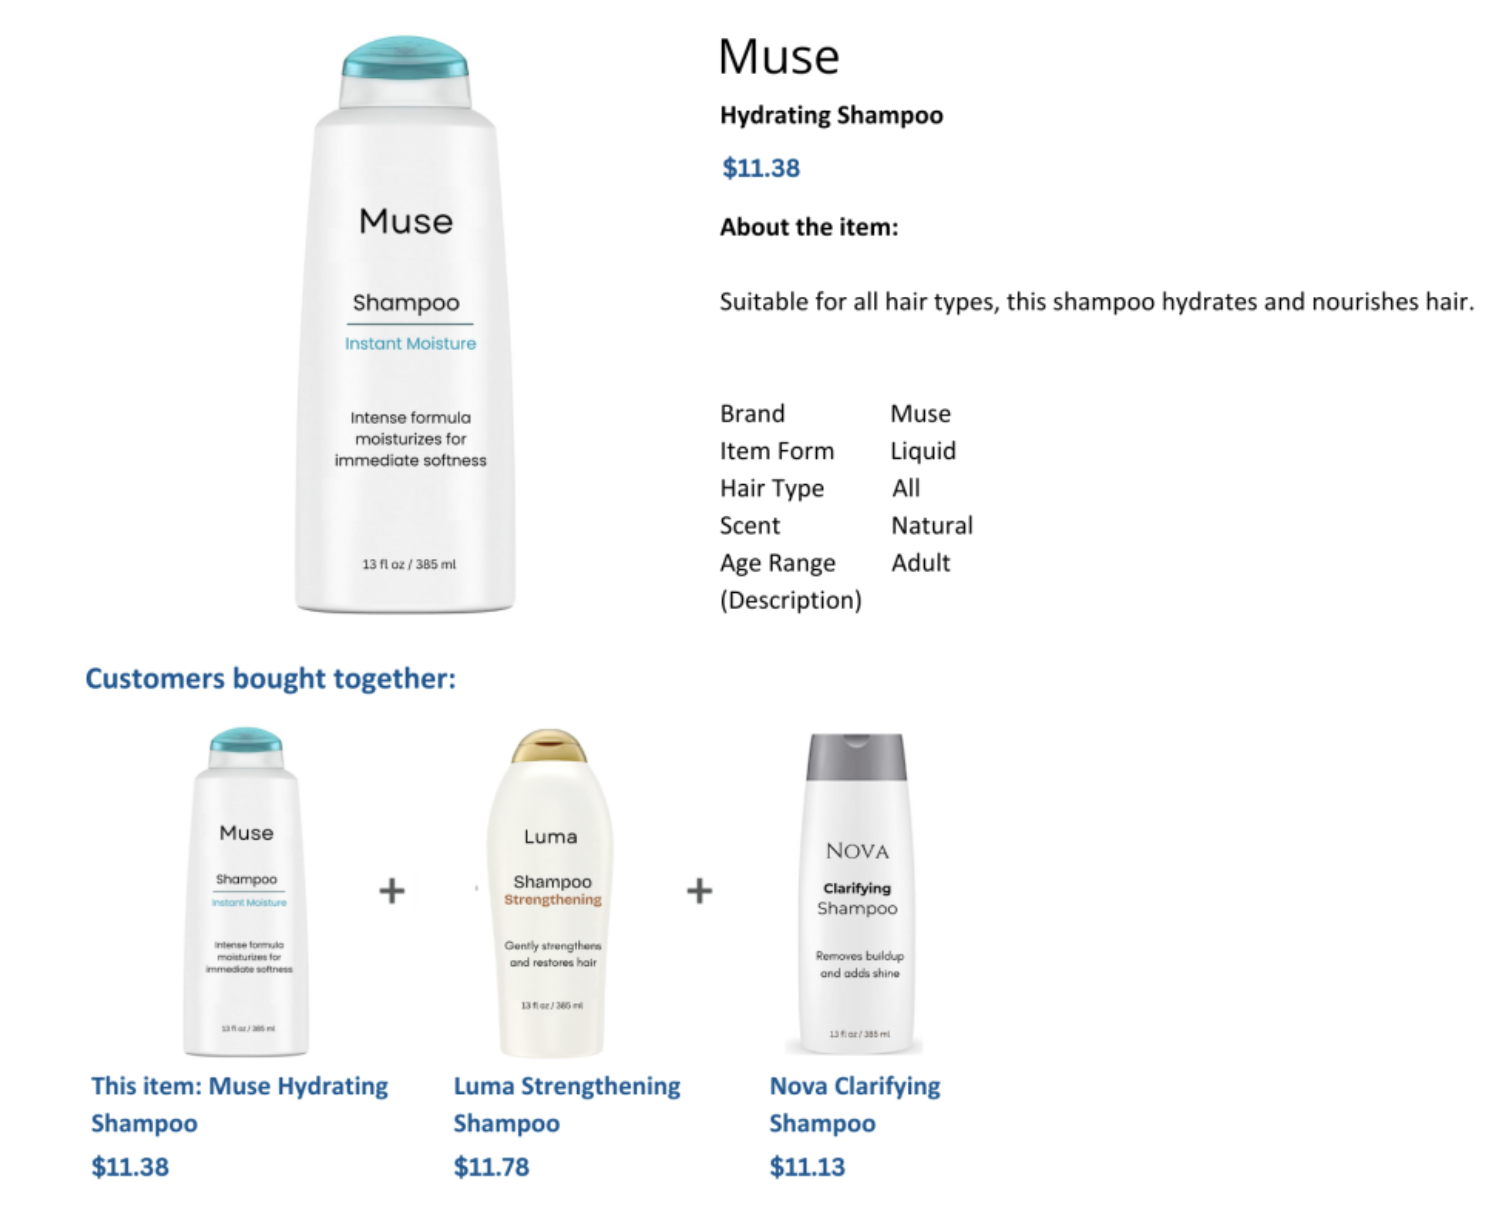 Muse
Hydrating Shampoo
$11.38
About the item:
Suitable for all hair types, this shampoo hydrates and nourishes hair.
Brand Muse
Item Form Liquid
Hair Type All
Scent Natural
Age Range Adult
(Description)
Muse
Shampoo
Instant Moisture
Intense formula
moisturizes for
immediate softness
13 fl oz / 385 ml
Customers bought together:
Muse
Shampoo
Instant Moisture
Intense formula
moisturizes for
immediate softness
13 fl oz / 385 ml
+
Luma
Shampoo
Strengthening
Gently strengthens
and restores hair
13 fl oz / 385 ml
+
NOVA
Clarifying
Shampoo
Removes buildup
and adds shine
13 fl oz / 385 ml
This item: Muse Hydrating
Shampoo
$11.38
Luma Strengthening
Shampoo
$11.78
Nova Clarifying
Shampoo
$11.13